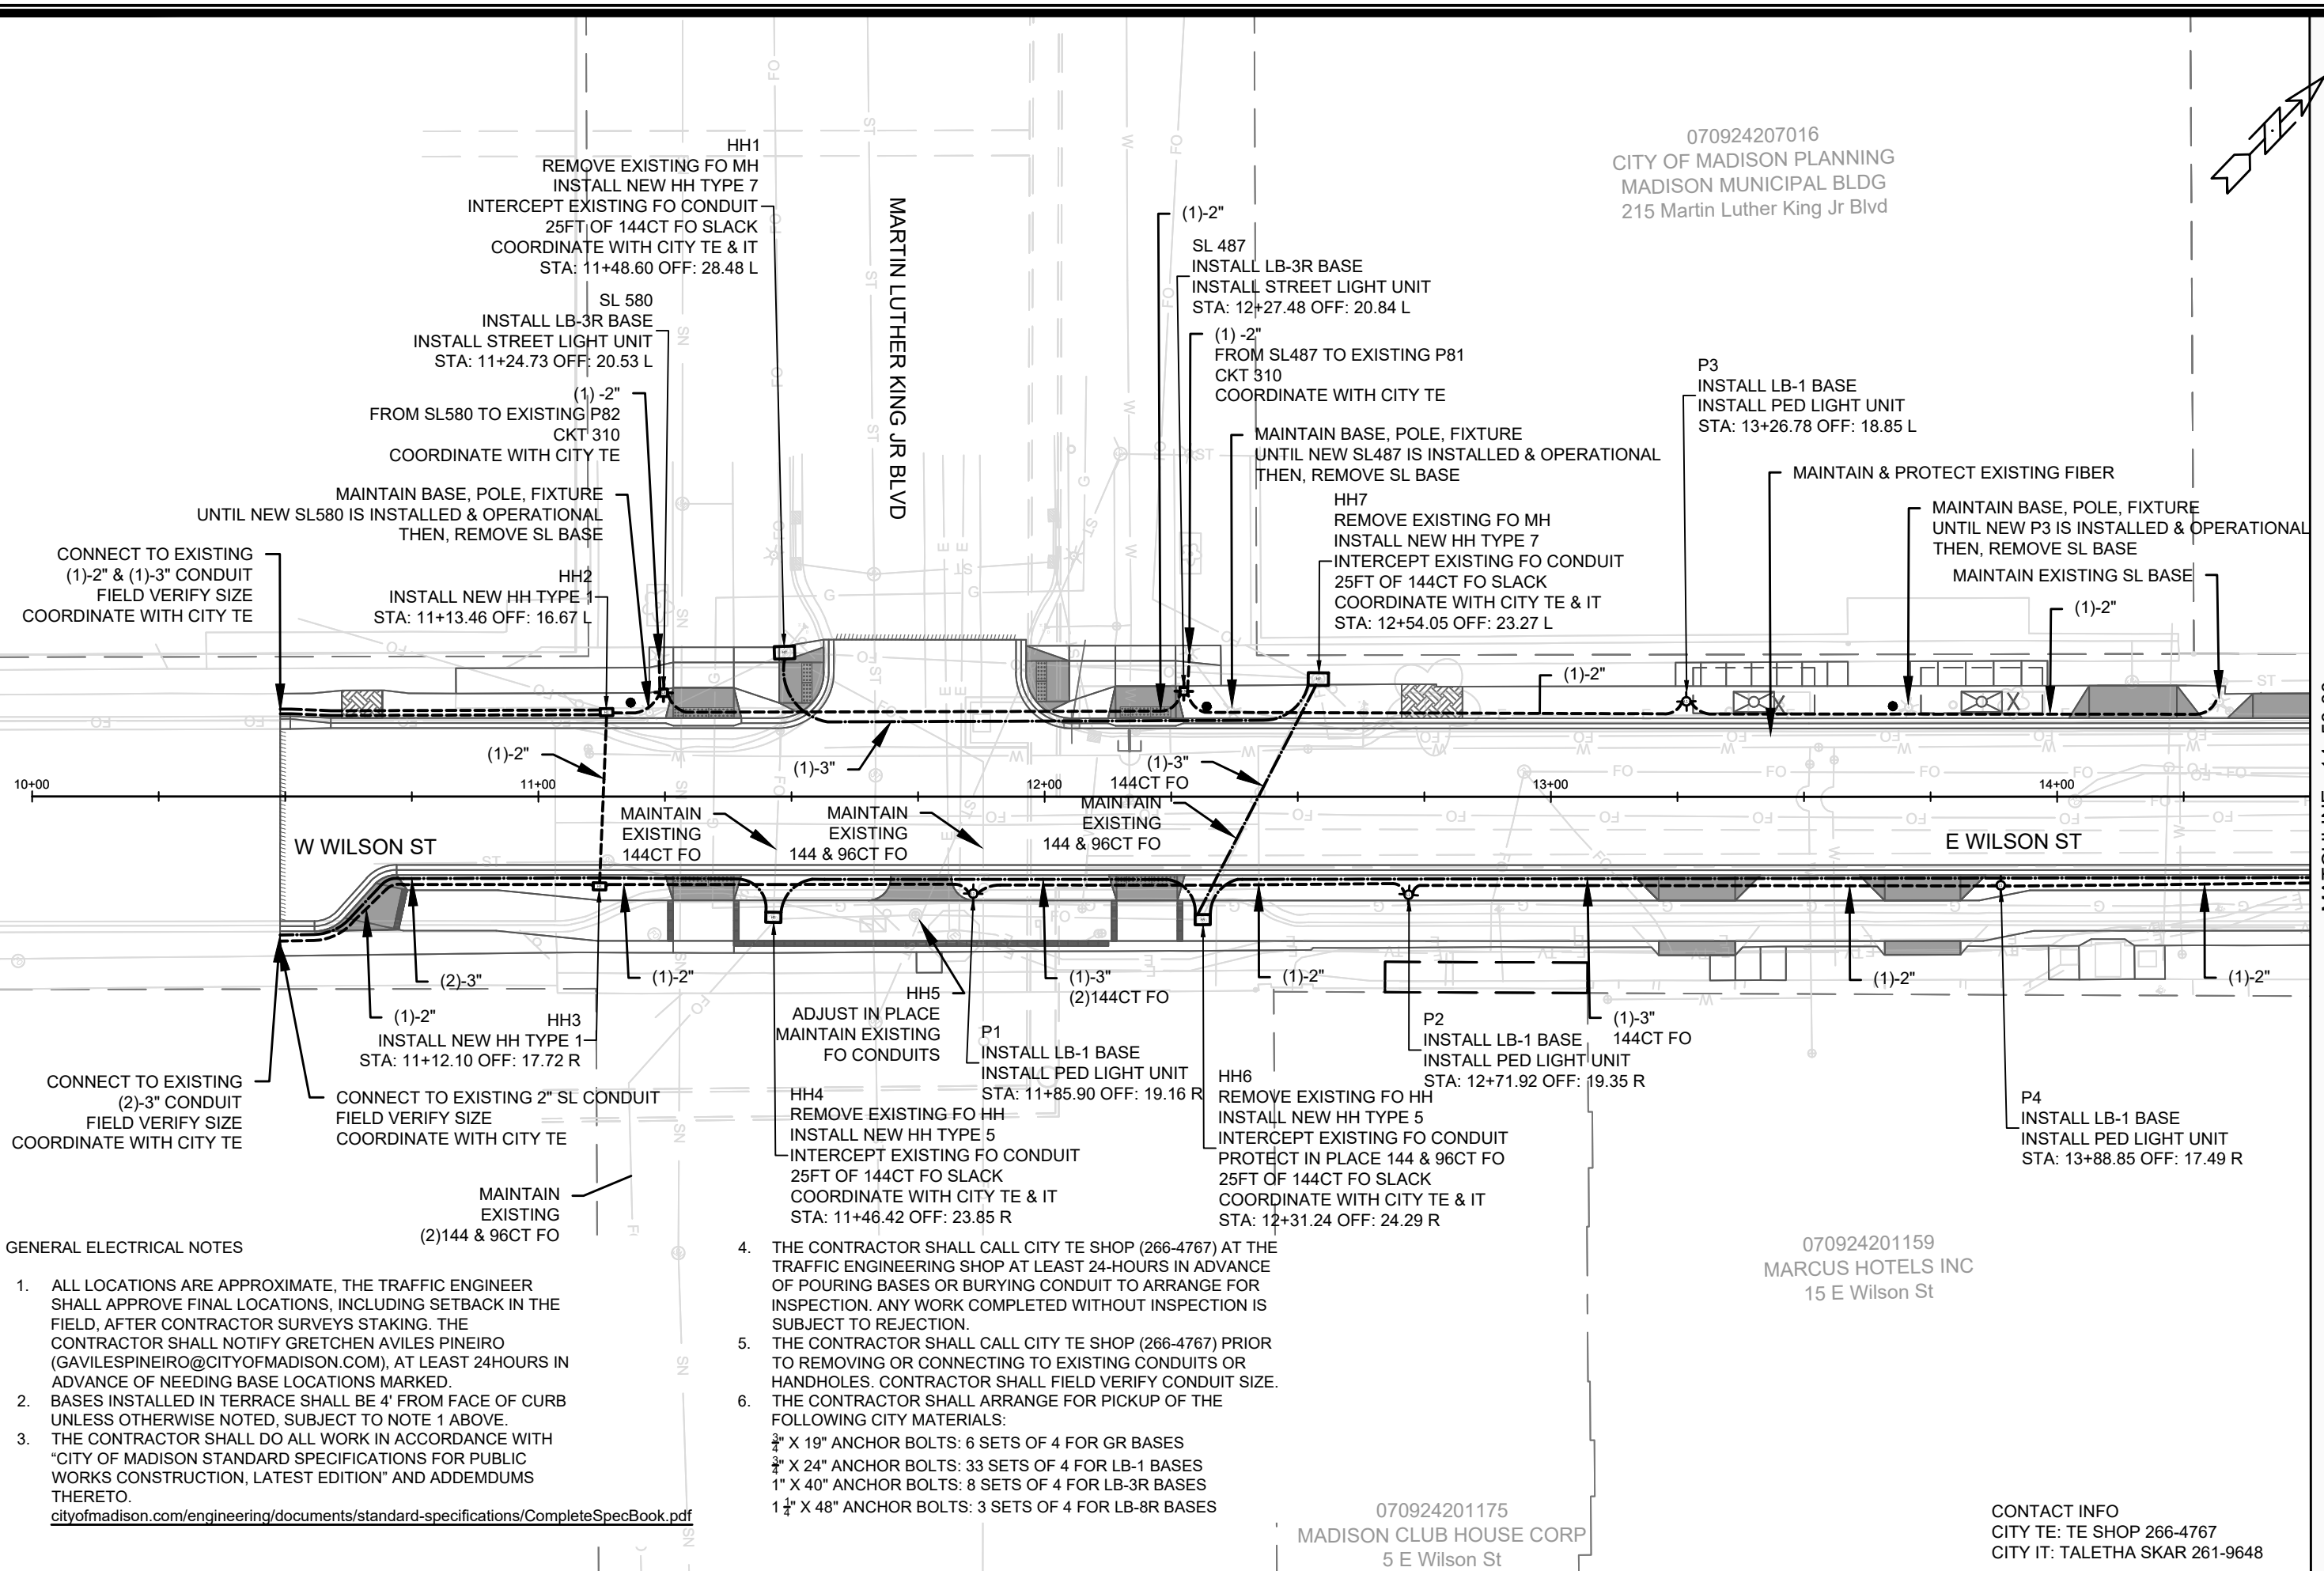 HH1
REMOVE EXISTING FO MH
INSTALL NEW HH TYPE 7
INTERCEPT EXISTING FO CONDUIT
25FT OF 144CT FO SLACK
COORDINATE WITH CITY TE & IT
STA: 11+48.60 OFF: 28.48 L
SL 580
INSTALL LB-3R BASE
INSTALL STREET LIGHT UNIT
STA: 11+24.73 OFF: 20.53 L
(1) -2"
FROM SL580 TO EXISTING P82
CKT 310
COORDINATE WITH CITY TE
MAINTAIN BASE, POLE, FIXTURE
UNTIL NEW SL580 IS INSTALLED & OPERATIONAL
THEN, REMOVE SL BASE
CONNECT TO EXISTING
(1)-2" & (1)-3" CONDUIT
FIELD VERIFY SIZE
COORDINATE WITH CITY TE
HH2
INSTALL NEW HH TYPE 1
STA: 11+13.46 OFF: 16.67 L
MARTIN LUTHER KING JR BLVD
(1)-2"
SL 487
INSTALL LB-3R BASE
INSTALL STREET LIGHT UNIT
STA: 12+27.48 OFF: 20.84 L
(1) -2"
FROM SL487 TO EXISTING P81
CKT 310
COORDINATE WITH CITY TE
MAINTAIN BASE, POLE, FIXTURE
UNTIL NEW SL487 IS INSTALLED & OPERATIONAL
THEN, REMOVE SL BASE
HH7
REMOVE EXISTING FO MH
INSTALL NEW HH TYPE 7
INTERCEPT EXISTING FO CONDUIT
25FT OF 144CT FO SLACK
COORDINATE WITH CITY TE & IT
STA: 12+54.05 OFF: 23.27 L
070924207016
CITY OF MADISON PLANNING
MADISON MUNICIPAL BLDG
215 Martin Luther King Jr Blvd
P3
INSTALL LB-1 BASE
INSTALL PED LIGHT UNIT
STA: 13+26.78 OFF: 18.85 L
MAINTAIN & PROTECT EXISTING FIBER
MAINTAIN BASE, POLE, FIXTURE
UNTIL NEW P3 IS INSTALLED & OPERATIONAL
THEN, REMOVE SL BASE
MAINTAIN EXISTING SL BASE
(1)-2"
(1)-2"
(1)-2"
(1)-3"
(1)-3"
144CT FO
10+00
11+00
12+00
13+00
14+00
MAINTAIN
EXISTING
144CT FO
MAINTAIN
EXISTING
144 & 96CT FO
MAINTAIN
EXISTING
144 & 96CT FO
W WILSON ST
E WILSON ST
(2)-3"
(1)-2"
(1)-2"
(1)-3"
(2)144CT FO
(1)-2"
(1)-3"
144CT FO
(1)-2"
(1)-2"
HH3
INSTALL NEW HH TYPE 1
STA: 11+12.10 OFF: 17.72 R
CONNECT TO EXISTING
(2)-3" CONDUIT
FIELD VERIFY SIZE
COORDINATE WITH CITY TE
CONNECT TO EXISTING 2" SL CONDUIT
FIELD VERIFY SIZE
COORDINATE WITH CITY TE
MAINTAIN
EXISTING
(2)144 & 96CT FO
HH5
ADJUST IN PLACE
MAINTAIN EXISTING
FO CONDUITS
P1
INSTALL LB-1 BASE
INSTALL PED LIGHT UNIT
STA: 11+85.90 OFF: 19.16 R
HH4
REMOVE EXISTING FO HH
INSTALL NEW HH TYPE 5
INTERCEPT EXISTING FO CONDUIT
25FT OF 144CT FO SLACK
COORDINATE WITH CITY TE & IT
STA: 11+46.42 OFF: 23.85 R
HH6
REMOVE EXISTING FO HH
INSTALL NEW HH TYPE 5
INTERCEPT EXISTING FO CONDUIT
PROTECT IN PLACE 144 & 96CT FO
25FT OF 144CT FO SLACK
COORDINATE WITH CITY TE & IT
STA: 12+31.24 OFF: 24.29 R
P2
INSTALL LB-1 BASE
INSTALL PED LIGHT UNIT
STA: 12+71.92 OFF: 19.35 R
P4
INSTALL LB-1 BASE
INSTALL PED LIGHT UNIT
STA: 13+88.85 OFF: 17.49 R
GENERAL ELECTRICAL NOTES
1. ALL LOCATIONS ARE APPROXIMATE, THE TRAFFIC ENGINEER
SHALL APPROVE FINAL LOCATIONS, INCLUDING SETBACK IN THE
FIELD, AFTER CONTRACTOR SURVEYS STAKING. THE
CONTRACTOR SHALL NOTIFY GRETCHEN AVILES PINEIRO
(GAVILESPINEIRO@CITYOFMADISON.COM), AT LEAST 24HOURS IN
ADVANCE OF NEEDING BASE LOCATIONS MARKED.
2. BASES INSTALLED IN TERRACE SHALL BE 4' FROM FACE OF CURB
UNLESS OTHERWISE NOTED, SUBJECT TO NOTE 1 ABOVE.
3. THE CONTRACTOR SHALL DO ALL WORK IN ACCORDANCE WITH
“CITY OF MADISON STANDARD SPECIFICATIONS FOR PUBLIC
WORKS CONSTRUCTION, LATEST EDITION” AND ADDEMDUMS
THERETO.
cityofmadison.com/engineering/documents/standard-specifications/CompleteSpecBook.pdf
4. THE CONTRACTOR SHALL CALL CITY TE SHOP (266-4767) AT THE
TRAFFIC ENGINEERING SHOP AT LEAST 24-HOURS IN ADVANCE
OF POURING BASES OR BURYING CONDUIT TO ARRANGE FOR
INSPECTION. ANY WORK COMPLETED WITHOUT INSPECTION IS
SUBJECT TO REJECTION.
5. THE CONTRACTOR SHALL CALL CITY TE SHOP (266-4767) PRIOR
TO REMOVING OR CONNECTING TO EXISTING CONDUITS OR
HANDHOLES. CONTRACTOR SHALL FIELD VERIFY CONDUIT SIZE.
6. THE CONTRACTOR SHALL ARRANGE FOR PICKUP OF THE
FOLLOWING CITY MATERIALS:
3/4" X 19" ANCHOR BOLTS: 6 SETS OF 4 FOR GR BASES
3/4" X 24" ANCHOR BOLTS: 33 SETS OF 4 FOR LB-1 BASES
1" X 40" ANCHOR BOLTS: 8 SETS OF 4 FOR LB-3R BASES
1 1/4" X 48" ANCHOR BOLTS: 3 SETS OF 4 FOR LB-8R BASES
070924201159
MARCUS HOTELS INC
15 E Wilson St
070924201175
MADISON CLUB HOUSE CORP
5 E Wilson St
CONTACT INFO
CITY TE: TE SHOP 266-4767
CITY IT: TALETHA SKAR 261-9648